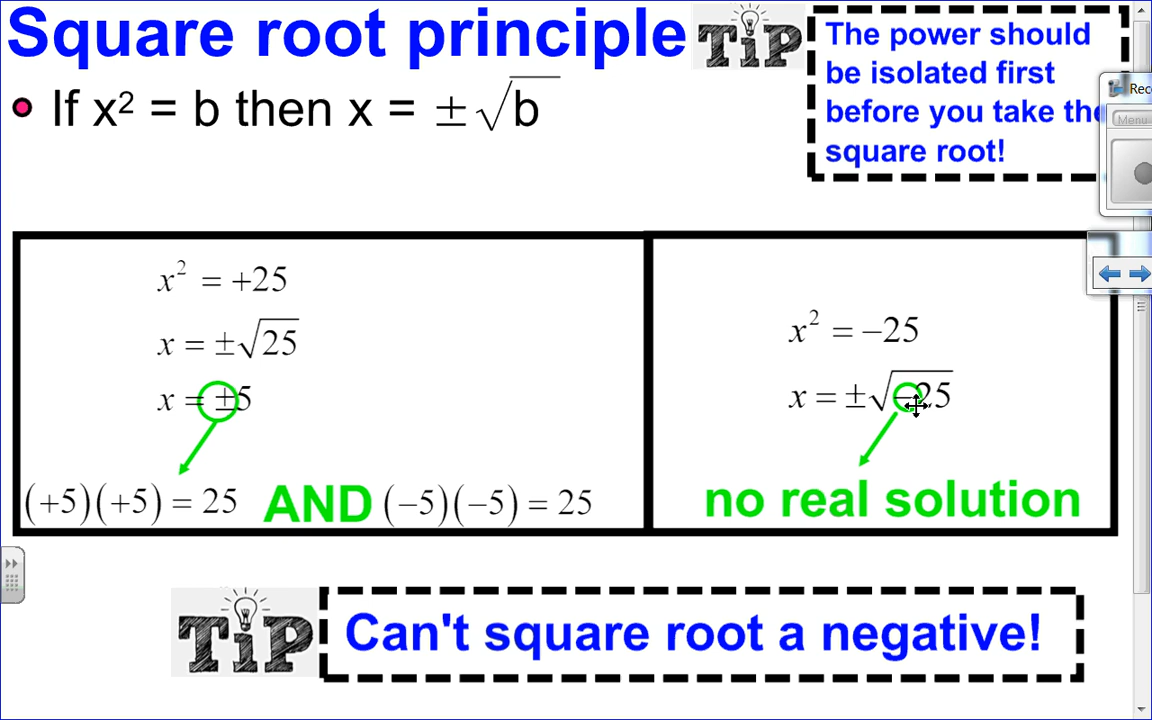 Square root principle
TiP
The power should
be isolated first
before you take the
square root!
If x² = b then x = ±√b
Rec
Menu
x² = +25
x = ±√25
x = ±5
(+5)(+5) = 25 AND (−5)(−5) = 25
x² = −25
x = ±√−25
no real solution
TiP
Can't square root a negative!